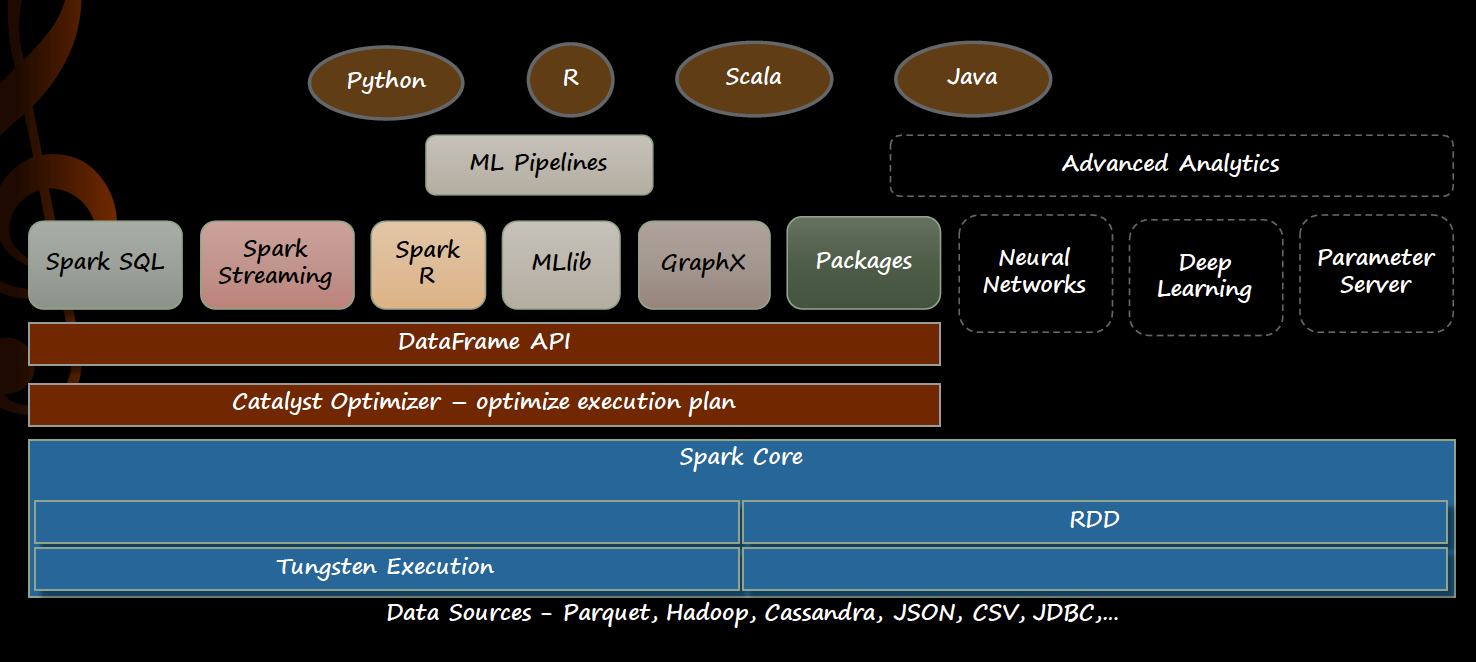 Python
R
Scala
Java
ML Pipelines
Advanced Analytics
Spark SQL
Spark
Streaming
Spark
R
MLlib
GraphX
Packages
Neural
Networks
Deep
Learning
Parameter
Server
DataFrame API
Catalyst Optimizer – optimize execution plan
Spark Core
RDD
Tungsten Execution
Data Sources - Parquet, Hadoop, Cassandra, JSON, CSV, JDBC,...